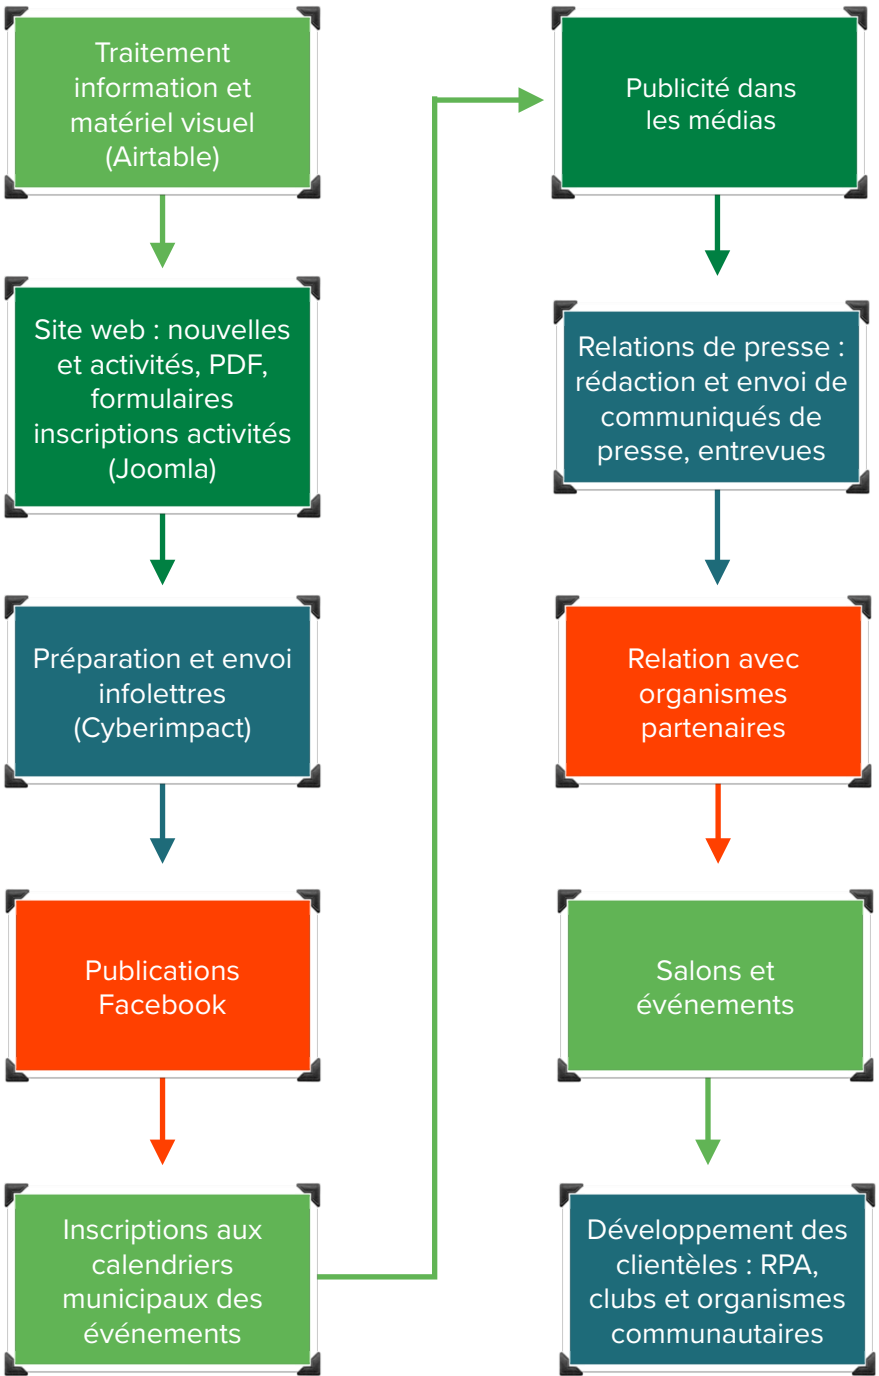 Traitement
information et
matériel visuel
(Airtable)
Site web : nouvelles
et activités, PDF,
formulaires
inscriptions activités
(Joomla)
Préparation et envoi
infolettres
(Cyberimpact)
Publications
Facebook
Inscriptions aux
calendriers
municipaux des
événements
Publicité dans
les médias
Relations de presse :
rédaction et envoi de
communiqués de
presse, entrevues
Relation avec
organismes
partenaires
Salons et
événements
Développement des
clientèles : RPA,
clubs et organismes
communautaires